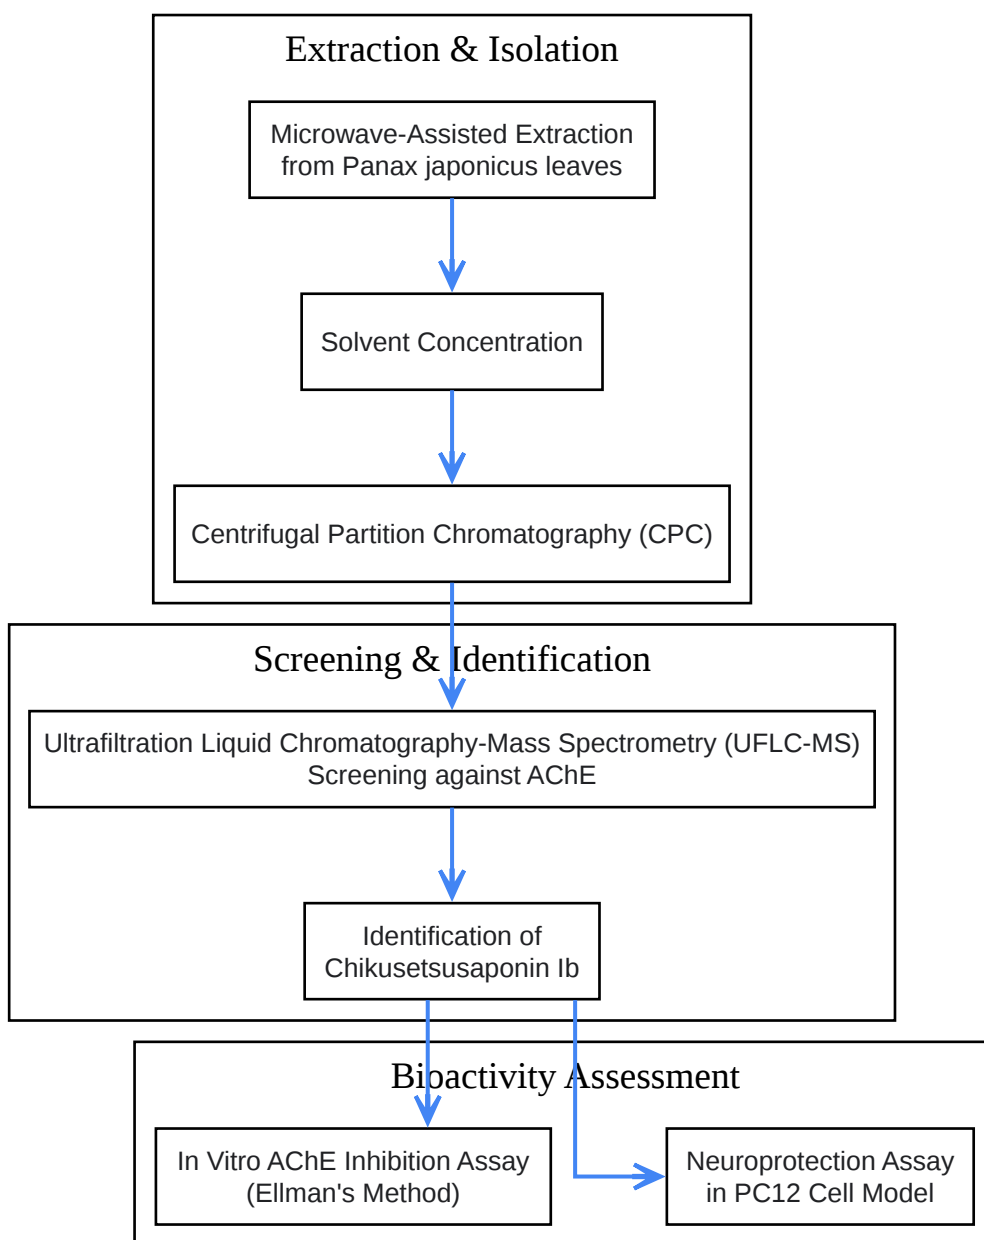 Extraction & Isolation
Microwave-Assisted Extraction
from Panax japonicus leaves
Solvent Concentration
Centrifugal Partition Chromatography (CPC)
Screening & Identification
Ultrafiltration Liquid Chromatography-Mass Spectrometry (UFLC-MS)
Screening against AChE
Identification of
Chikusetsusaponin Ib
Bioactivity Assessment
In Vitro AChE Inhibition Assay
(Ellman's Method)
Neuroprotection Assay
in PC12 Cell Model